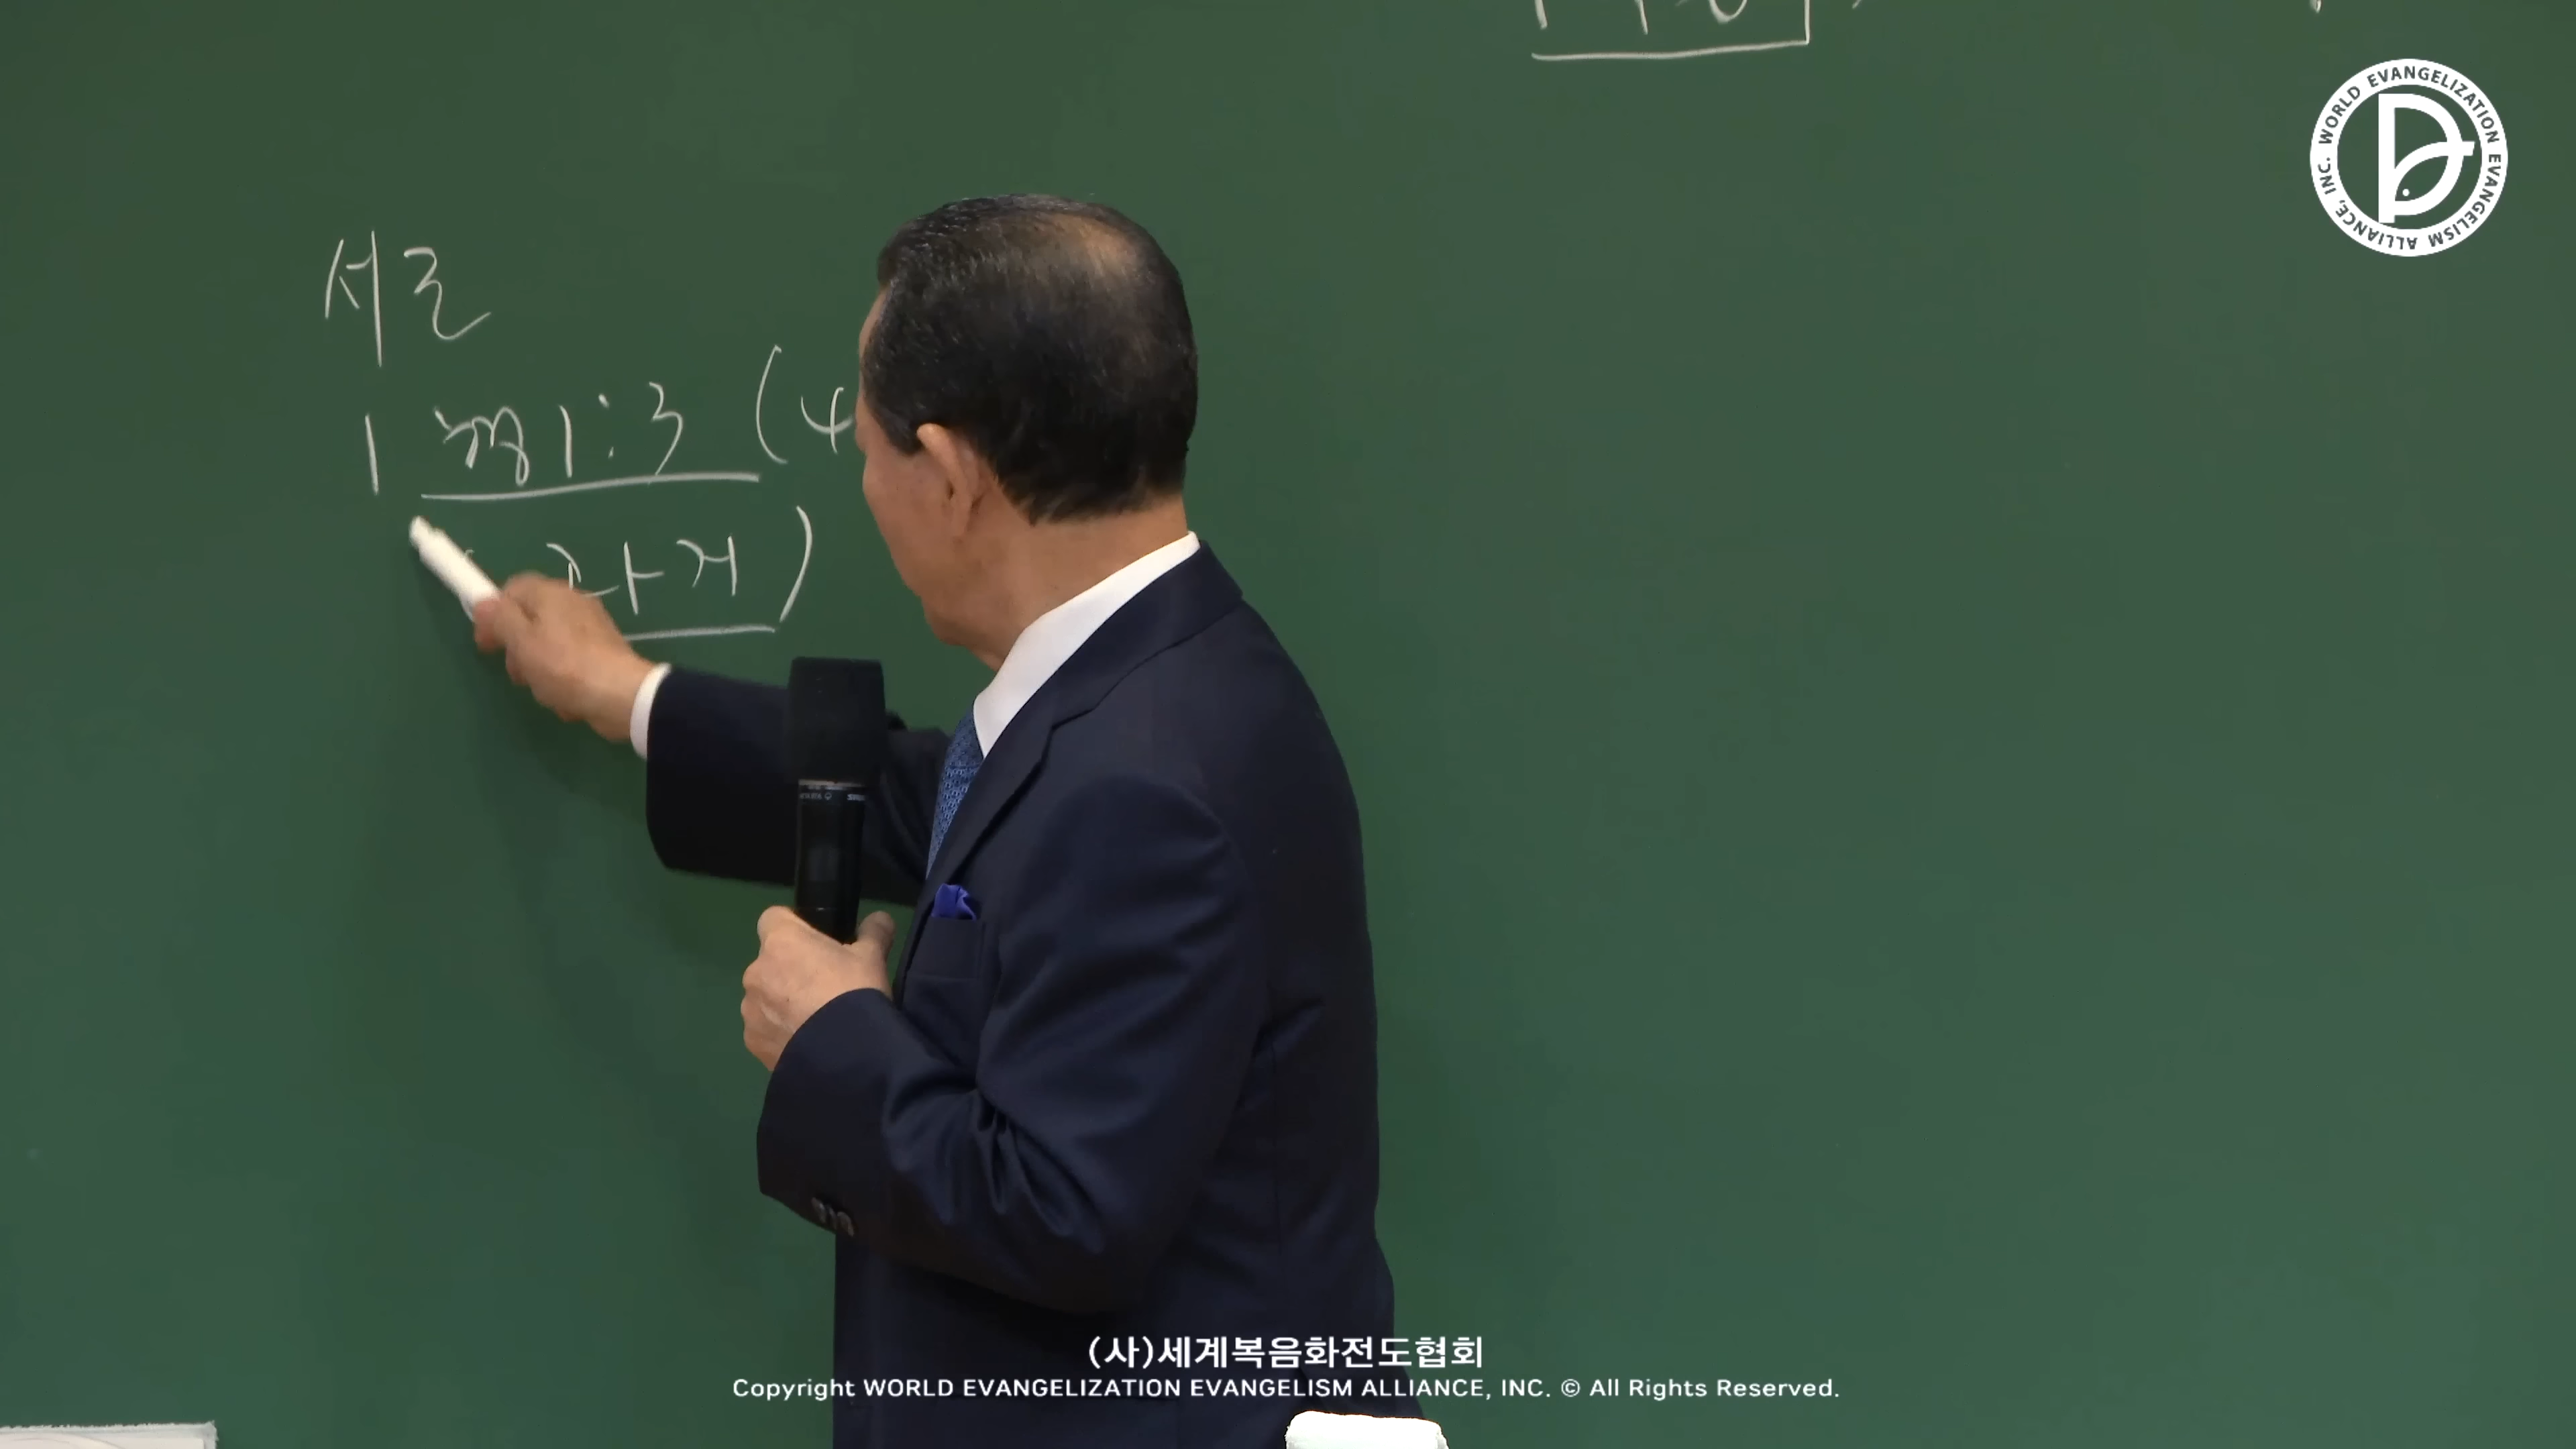 WORLD EVANGELIZATION EVANGELISM ALLIANCE, INC.
서론
1 행1:3 (4
과거)
(사)세계복음화전도협회
Copyright WORLD EVANGELIZATION EVANGELISM ALLIANCE, INC. © All Rights Reserved.